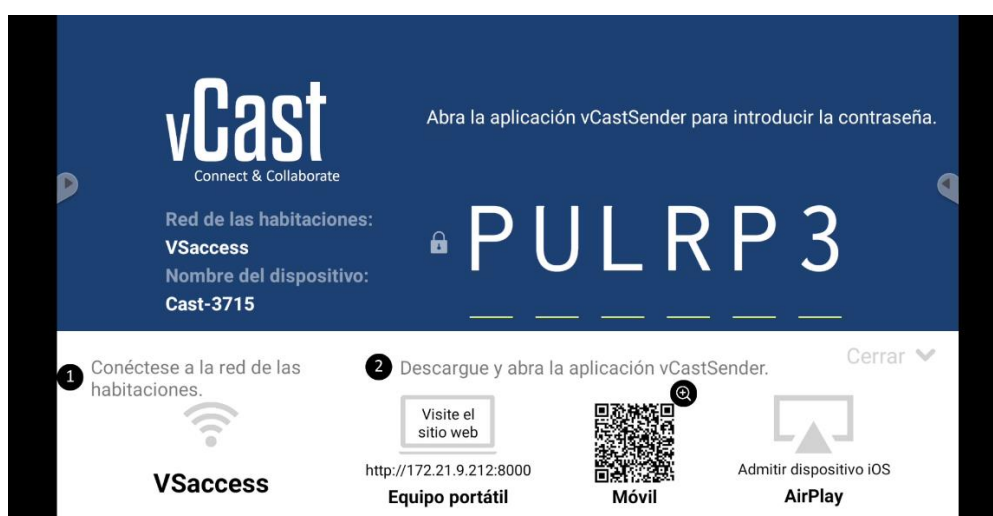 vCast
Connect & Collaborate
Abra la aplicación vCastSender para introducir la contraseña.
Red de las habitaciones:
VSaccess
Nombre del dispositivo:
Cast-3715
PULRP3
1 Conéctese a la red de las
habitaciones.
VSaccess
2 Descargue y abra la aplicación vCastSender.
Cerrar
Visite el
sitio web
http://172.21.9.212:8000
Equipo portátil
Móvil
Admitir dispositivo iOS
AirPlay